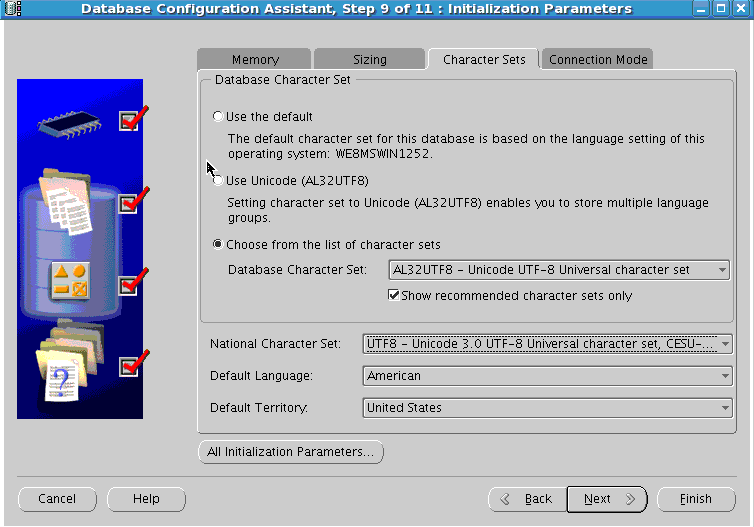 Database Configuration Assistant, Step 9 of 11 : Initialization Parameters
Memory Sizing Character Sets Connection Mode
Database Character Set
Use the default
The default character set for this database is based on the language setting of this
operating system: WE8MSWIN1252.
Use Unicode (AL32UTF8)
Setting character set to Unicode (AL32UTF8) enables you to store multiple language
groups.
Choose from the list of character sets
Database Character Set: AL32UTF8 - Unicode UTF-8 Universal character set
Show recommended character sets only
National Character Set: UTF8 - Unicode 3.0 UTF-8 Universal character set, CESU-...
Default Language: American
Default Territory: United States
All Initialization Parameters...
Cancel Help Back Next Finish